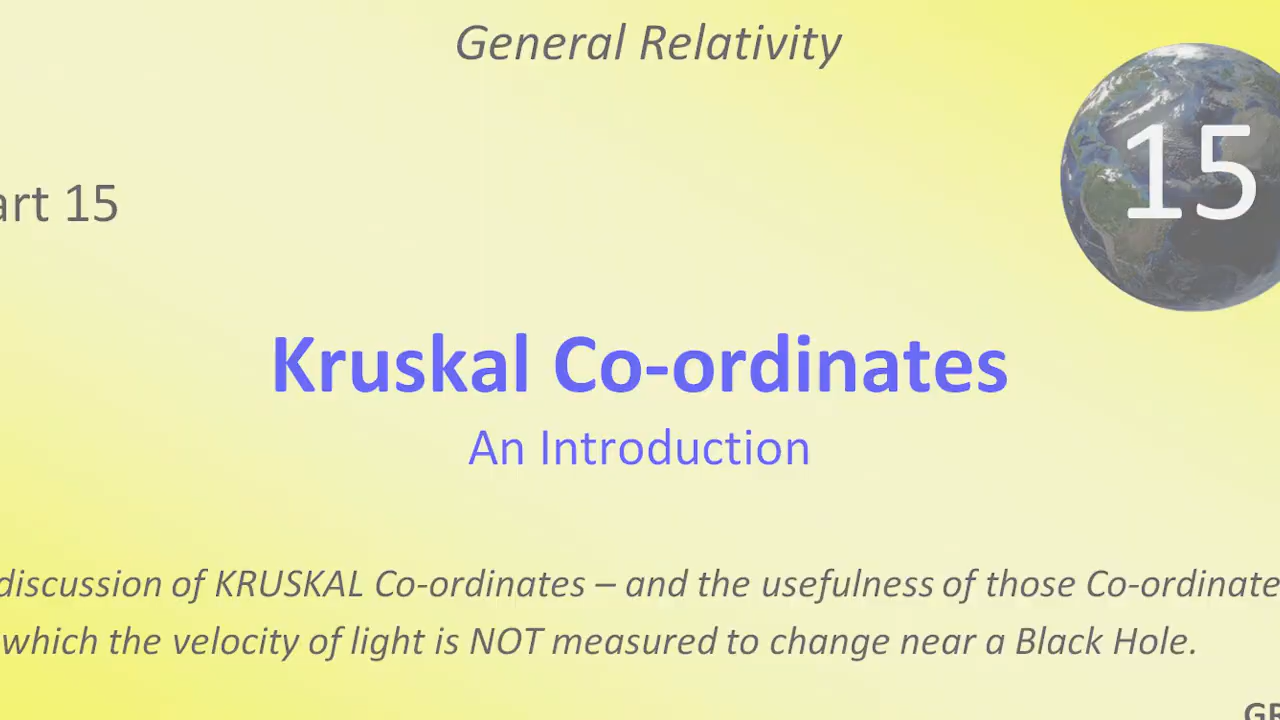 General Relativity
15
art 15
Kruskal Co-ordinates
An Introduction
discussion of KRUSKAL Co-ordinates – and the usefulness of those Co-ordinate
which the velocity of light is NOT measured to change near a Black Hole.